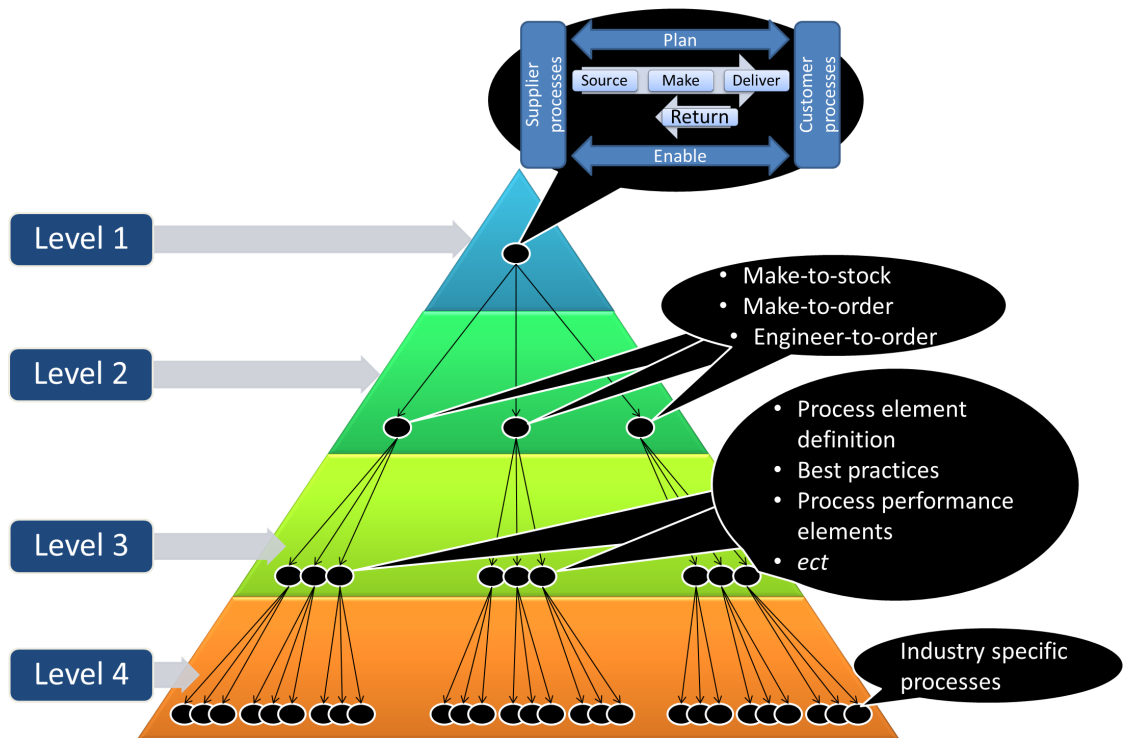 Plan
Supplier
processes
Source
Make
Deliver
Return
Customer
processes
Enable
Level 1
• Make-to-stock
• Make-to-order
• Engineer-to-order
Level 2
• Process element
definition
• Best practices
• Process performance
elements
• ect
Level 3
Level 4
Industry specific
processes